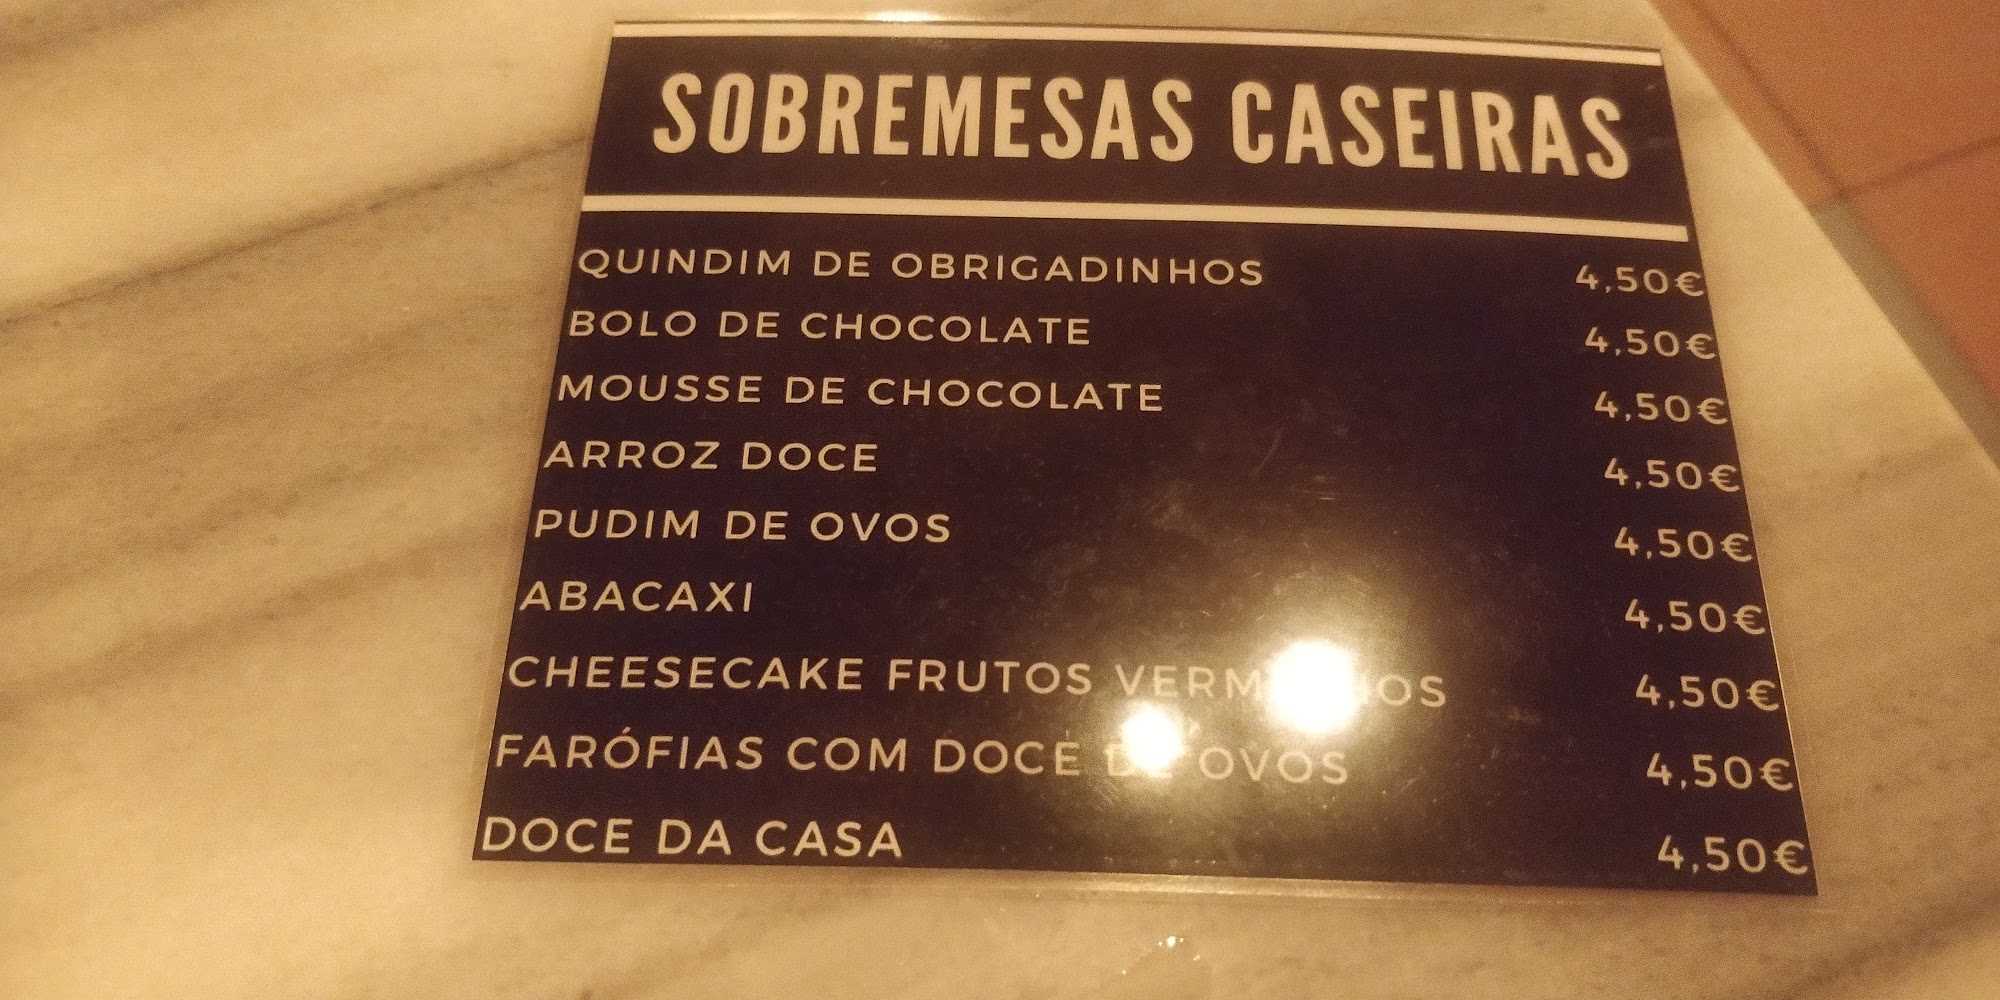 SOBREMESAS CASEIRAS
QUINDIM DE OBRIGADINHOS 4,50€
BOLO DE CHOCOLATE 4,50€
MOUSSE DE CHOCOLATE 4,50€
ARROZ DOCE 4,50€
PUDIM DE OVOS 4,50€
ABACAXI 4,50€
CHEESECAKE FRUTOS VERMELHOS 4,50€
FARÓFIAS COM DOCE DE OVOS 4,50€
DOCE DA CASA 4,50€